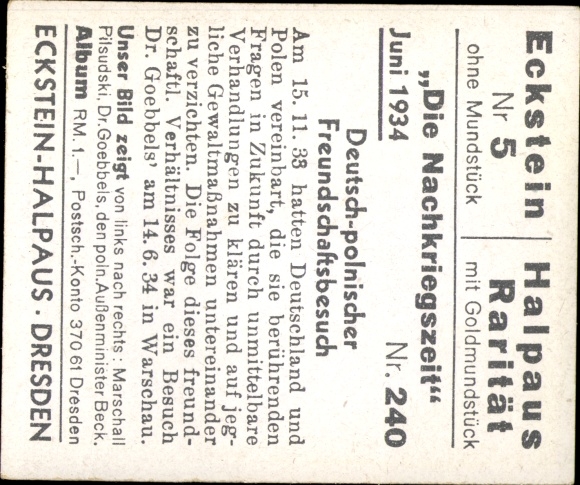 Eckstein Halpaus
Nr 5 Rarität
ohne Mundstück mit Goldmundstück
„Die Nachkriegszeit“
Juni 1934 Nr. 240
Deutsch-polnischer
Freundschaftsbesuch
Am 15. 11. 33 hatten Deutschland und
Polen vereinbart, die sie berührenden
Fragen in Zukunft durch unmittelbare
Verhandlungen zu klären und auf jeg-
liche Gewaltmaßnahmen untereinander
zu verzichten. Die Folge dieses freund-
schaftl. Verhältnisses war ein Besuch
Dr. Goebbels' am 14. 6. 34 in Warschau.
Unser Bild zeigt von links nach rechts: Marschall
Pilsudski, Dr. Goebbels, den poln. Außenminister Beck.
Album RM. 1.—, Postsch.-Konto 370 61 Dresden
ECKSTEIN-HALPAUS · DRESDEN